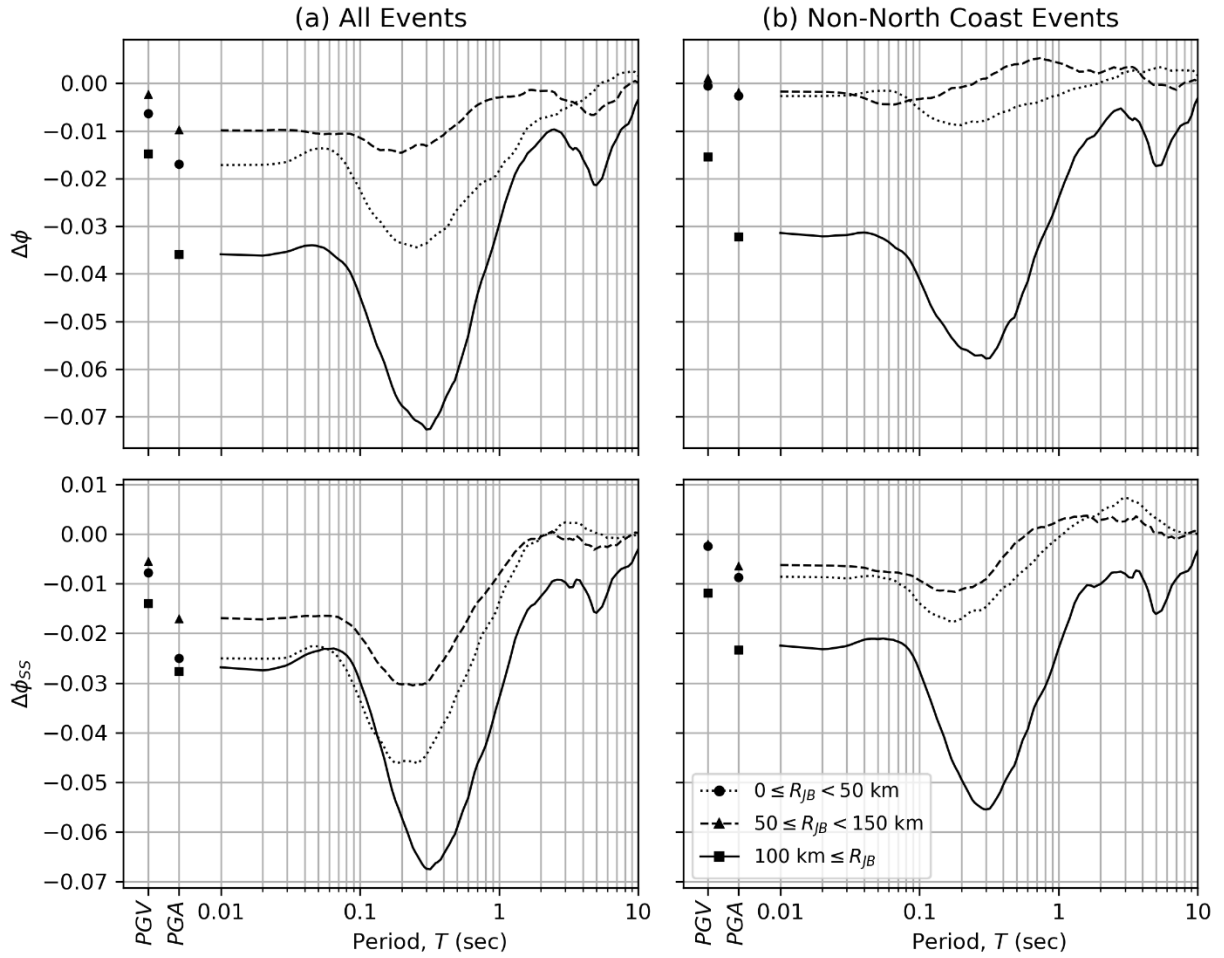 (a) All Events
(b) Non-North Coast Events
0.00
−0.01
−0.02
−0.03
−0.04
−0.05
−0.06
−0.07
Δϕ
0.01
0.00
−0.01
−0.02
−0.03
−0.04
−0.05
−0.06
−0.07
Δϕ_SS
0 ≤ R_JB < 50 km
50 ≤ R_JB < 150 km
100 km ≤ R_JB
PGV PGA 0.01 0.1 1 10
PGV PGA 0.01 0.1 1 10
Period, T (sec)
Period, T (sec)